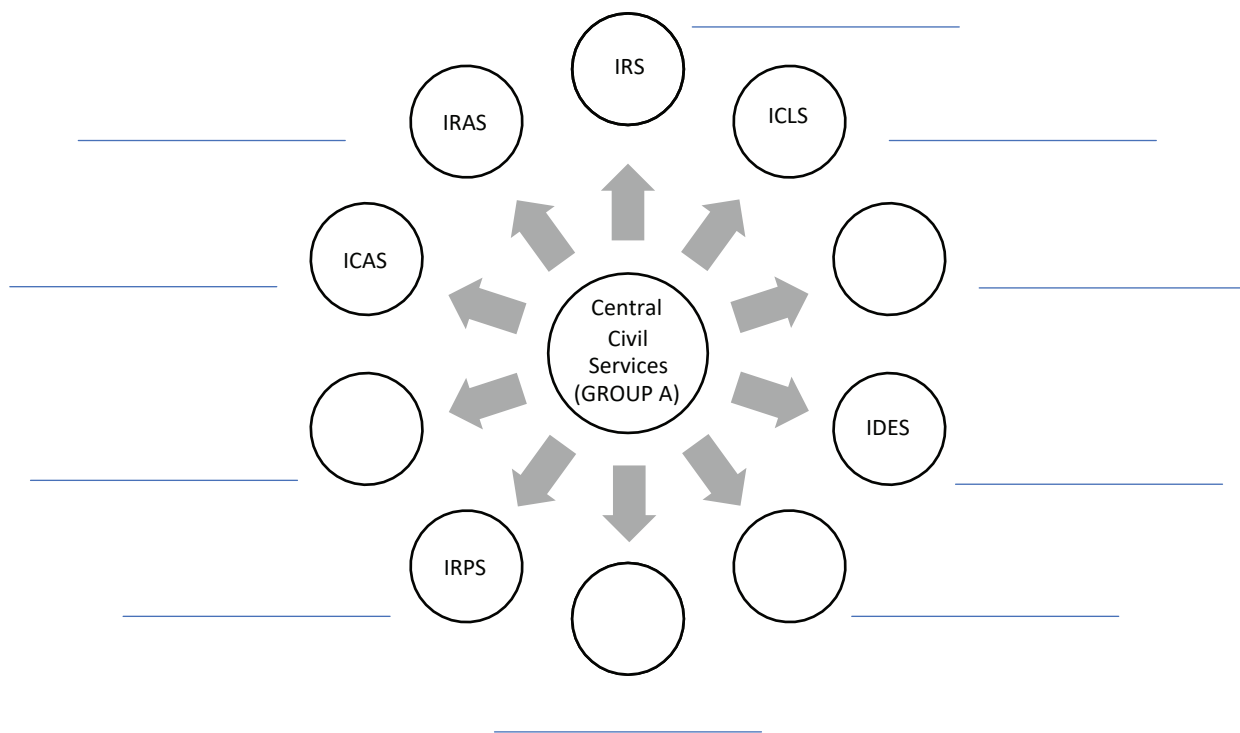 IRS
IRAS
ICLS
ICAS
Central
Civil
Services
(GROUP A)
IDES
IRPS